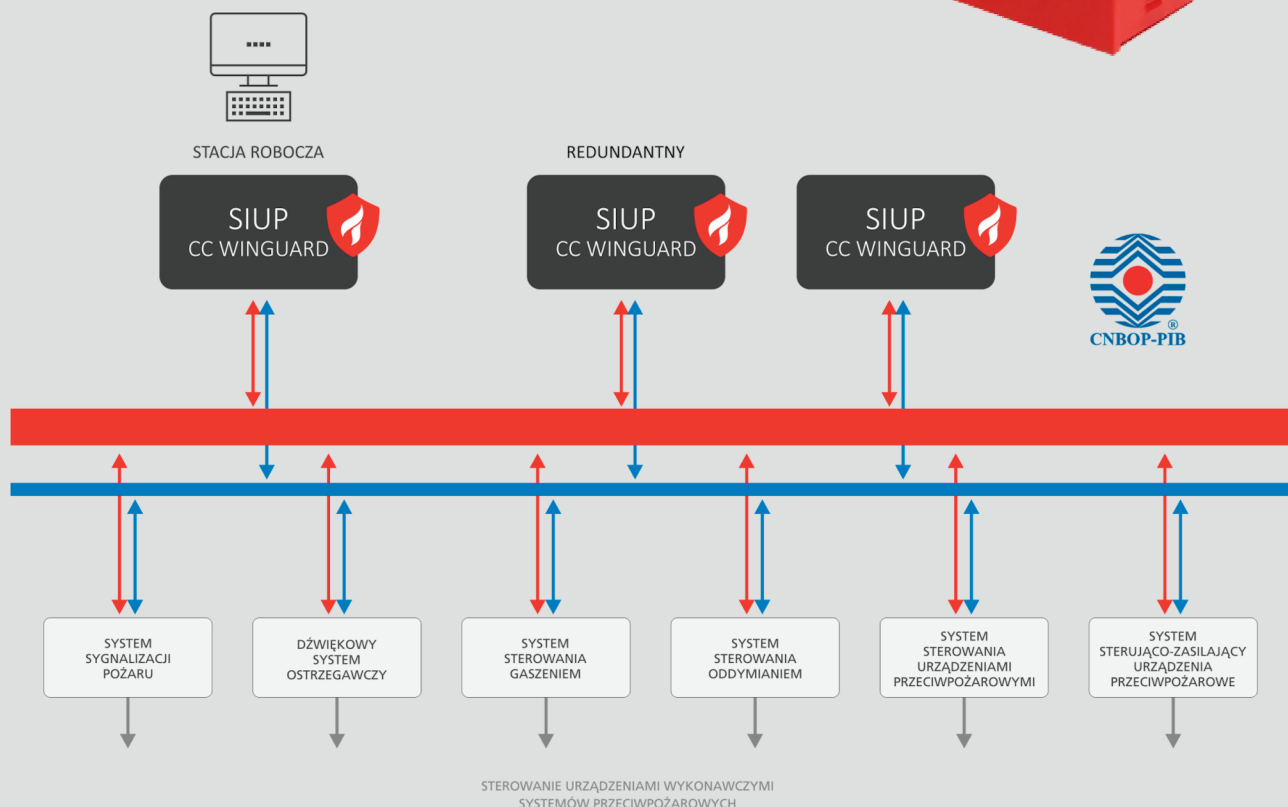 STACJA ROBOCZA
REDUNDANTNY
SIUP
CC WINGUARD
SIUP
CC WINGUARD
SIUP
CC WINGUARD
®
CNBOP-PIB
SYSTEM
SYGNALIZACJI
POŻARU
DŹWIĘKOWY
SYSTEM
OSTRZEGAWCZY
SYSTEM
STEROWANIA
GASZENIEM
SYSTEM
STEROWANIA
ODDYMIANIEM
SYSTEM
STEROWANIA
URZĄDZENIAMI
PRZECIWPOŻAROWYMI
SYSTEM
STERUJĄCO-ZASILAJĄCY
URZĄDZENIA
PRZECIWPOŻAROWE
STEROWANIE URZĄDZENIAMI WYKONAWCZYMI
SYSTEMÓW PRZECIWPOŻAROWYCH